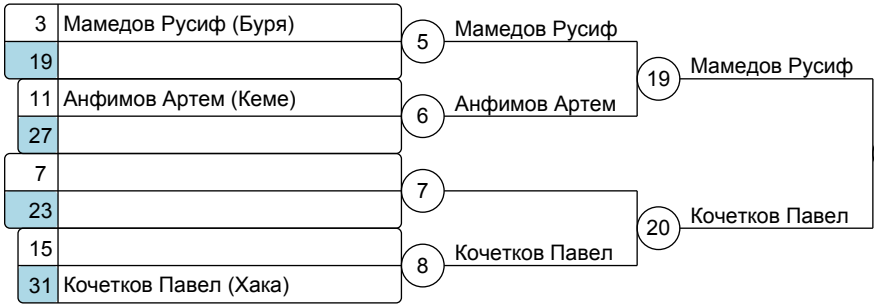 3 Мамедов Русиф (Буря)
19
5 Мамедов Русиф
11 Анфимов Артем (Кеме)
27
6 Анфимов Артем
19 Мамедов Русиф
7
23
7
15
31 Кочетков Павел (Хака)
8 Кочетков Павел
20 Кочетков Павел